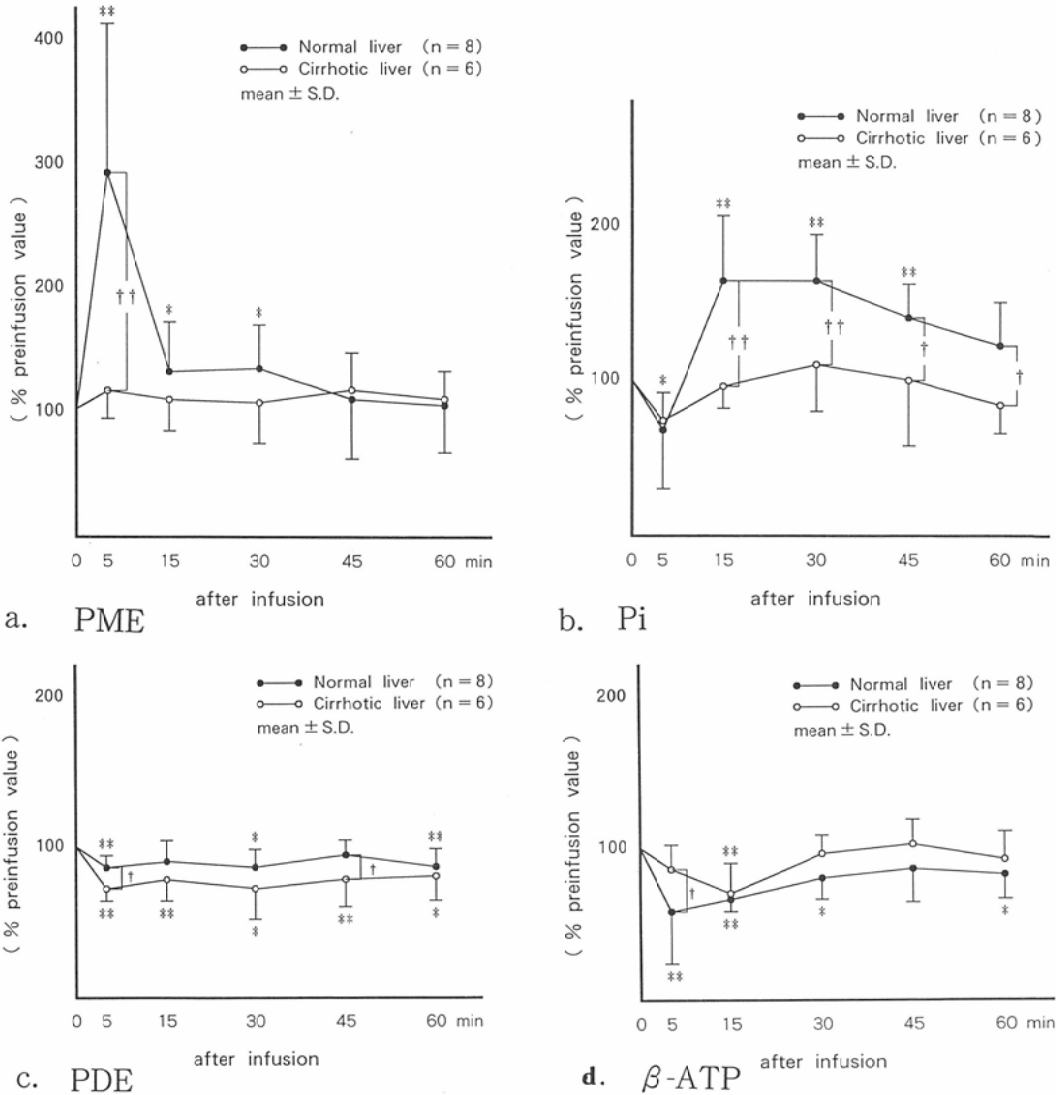 ‡‡
400
Normal liver (n = 8)
Cirrhotic liver (n = 6)
mean ± S.D.
300
200
100
( % preinfusion value )
† †
‡
‡
0 5 15 30 45 60 min
after infusion
a. PME
Normal liver (n = 8)
Cirrhotic liver (n = 6)
mean ± S.D.
200
100
( % preinfusion value )
‡‡
‡‡
‡‡
‡
† †
† †
†
†
0 5 15 30 45 60 min
after infusion
b. Pi
200
Normal liver (n = 8)
Cirrhotic liver (n = 6)
mean ± S.D.
100
( % preinfusion value )
‡‡
‡
‡‡
†
†
‡‡
‡‡
‡
‡‡
‡
0 5 15 30 45 60 min
after infusion
c. PDE
200
Normal liver (n = 8)
Cirrhotic liver (n = 6)
mean ± S.D.
100
( % preinfusion value )
‡‡
†
‡‡
‡‡
‡
‡
0 5 15 30 45 60 min
after infusion
d. β-ATP